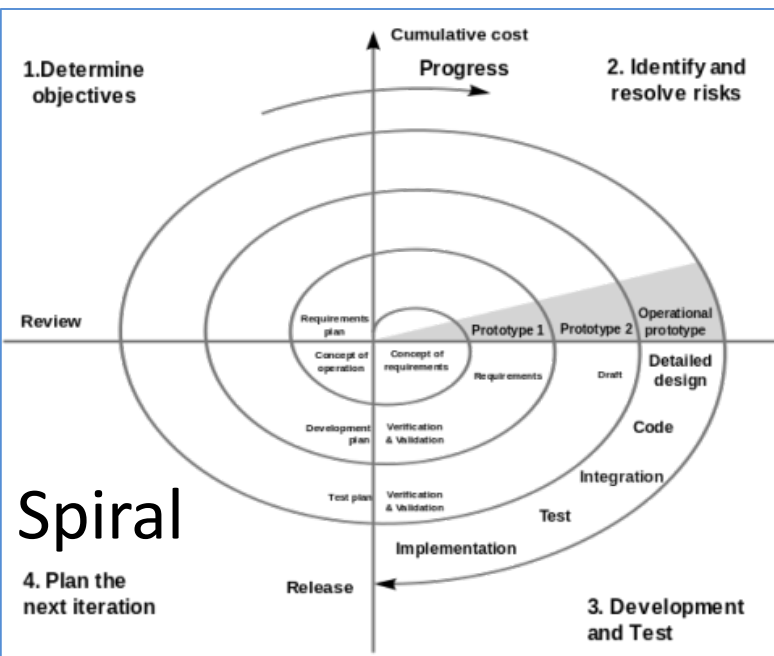 Cumulative cost
1.Determine
objectives
Progress
2. Identify and
resolve risks
Review
Requirements
plan
Prototype 1
Prototype 2
Operational
prototype
Concept of
operation
Concept of
requirements
Requirements
Draft
Detailed
design
Development
plan
Verification
& Validation
Code
Integration
Test plan
Verification
& Validation
Test
Spiral
Implementation
4. Plan the
next iteration
Release
3. Development
and Test